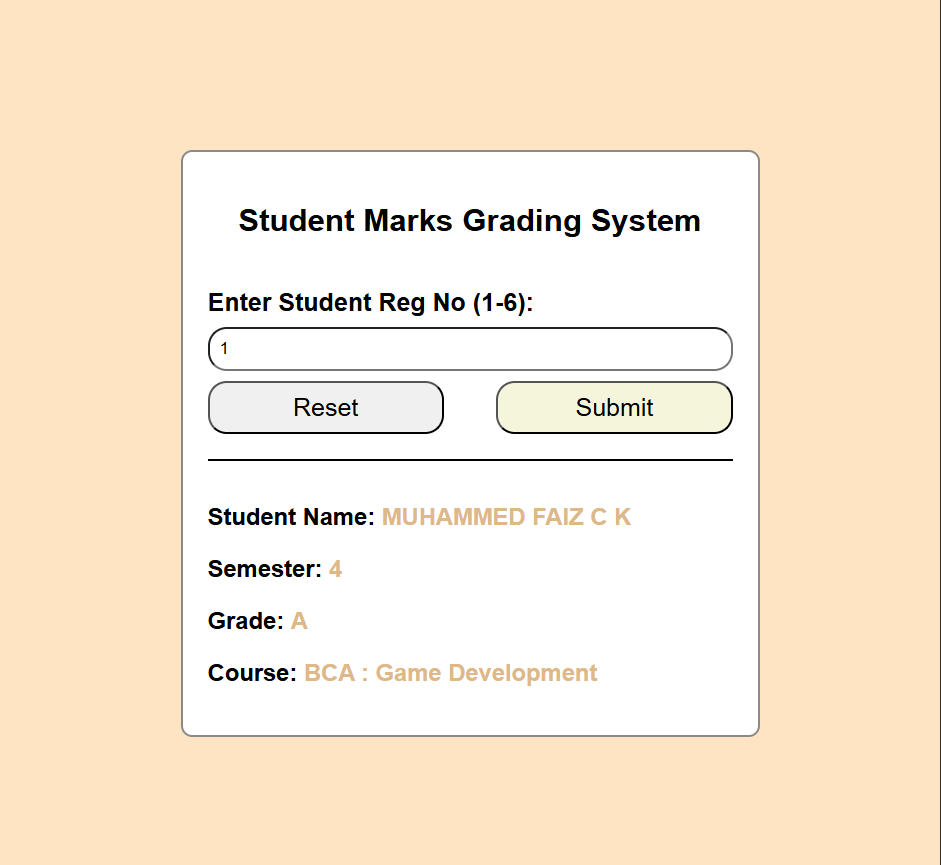 Student Marks Grading System
Enter Student Reg No (1-6):
1
Reset Submit
Student Name: MUHAMMED FAIZ C K
Semester: 4
Grade: A
Course: BCA : Game Development